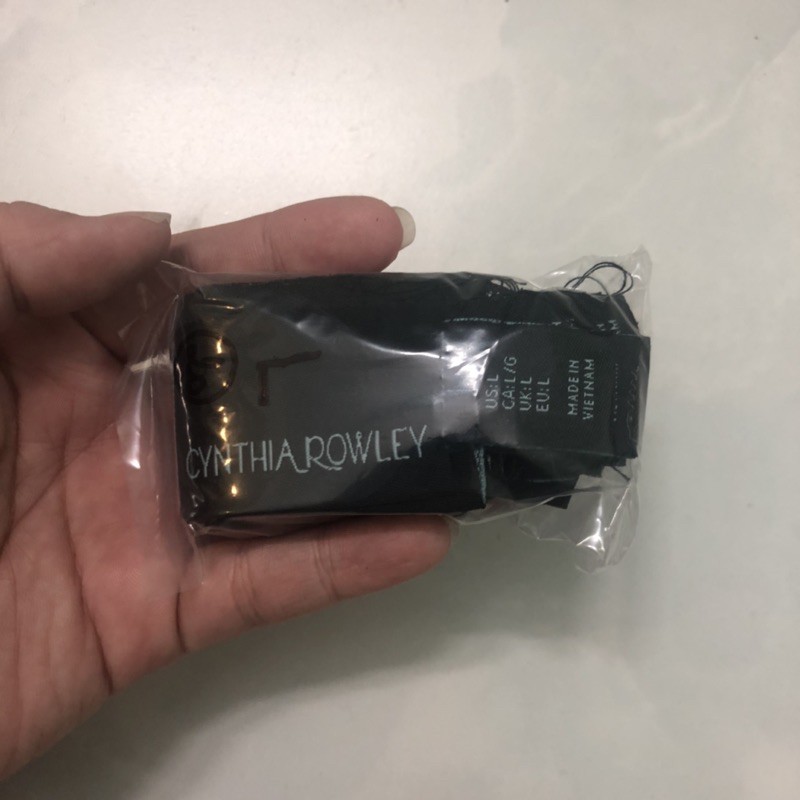 L
CYNTHIA ROWLEY
US:L
CA:L/G
UK:L
EU:L
MADE IN
VIETNAM